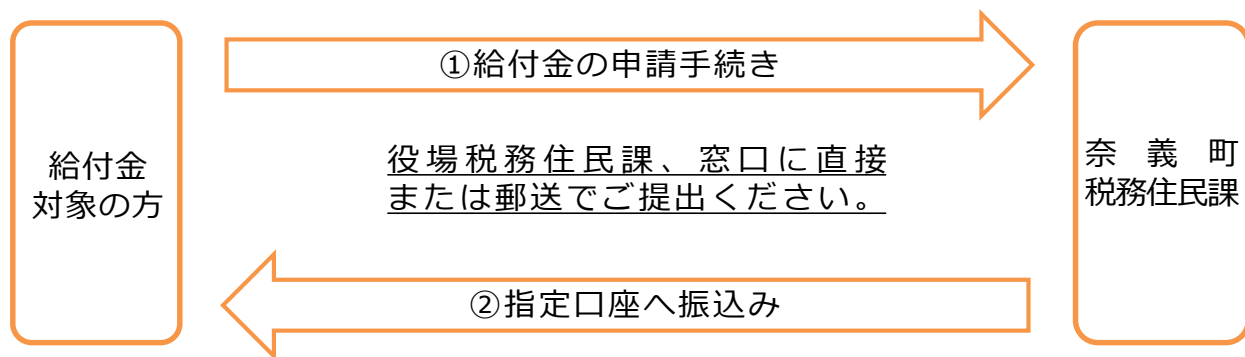 ①給付金の申請手続き
給付金
対象の方
役場税務住民課、窓口に直接
または郵送でご提出ください。
奈義町
税務住民課
②指定口座へ振込み